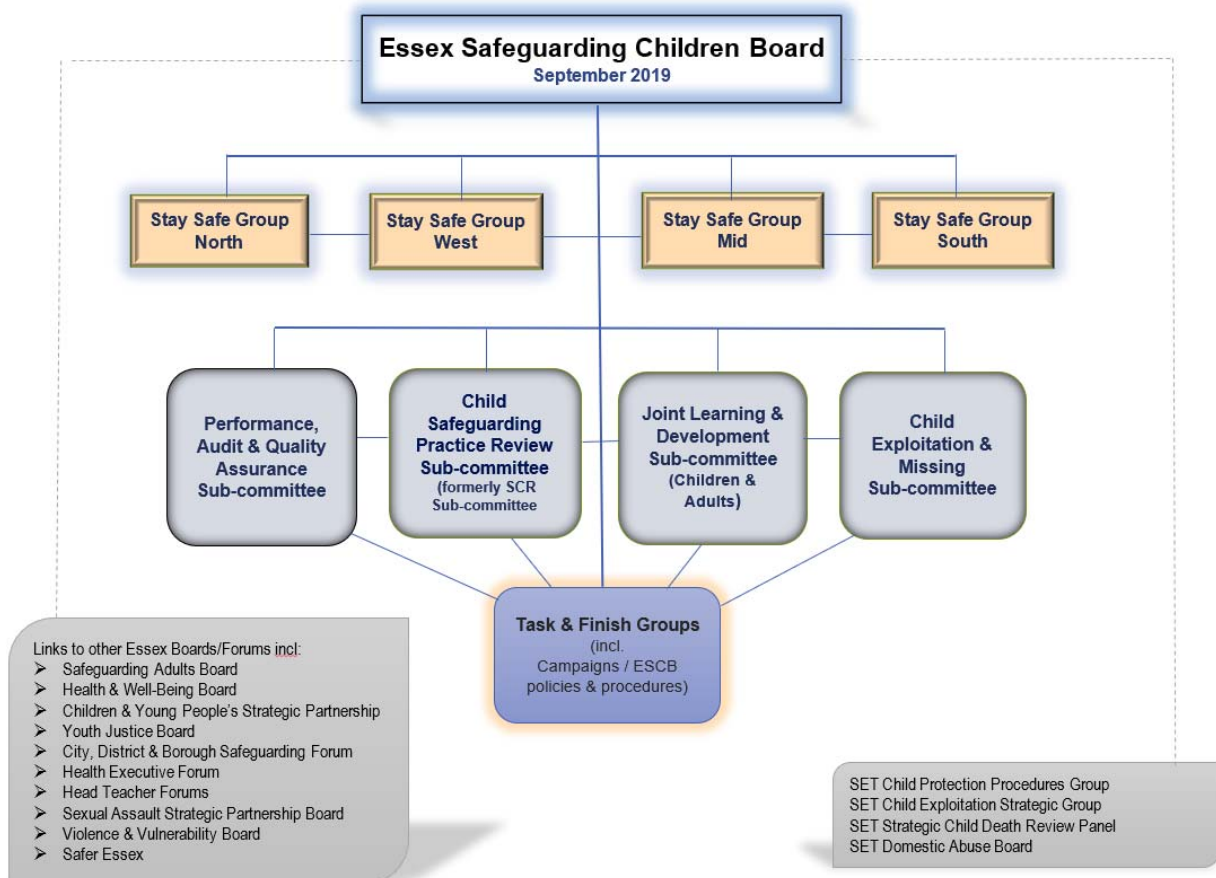 Essex Safeguarding Children Board
September 2019
Stay Safe Group
North
Stay Safe Group
West
Stay Safe Group
Mid
Stay Safe Group
South
Performance,
Audit & Quality
Assurance
Sub-committee
Child
Safeguarding
Practice Review
Sub-committee
(formerly SCR
Sub-committee
Joint Learning &
Development
Sub-committee
(Children &
Adults)
Child
Exploitation &
Missing
Sub-committee
Task & Finish Groups
(incl.
Campaigns / ESCB
policies & procedures)
Links to other Essex Boards/Forums incl:
➢ Safeguarding Adults Board
➢ Health & Well-Being Board
➢ Children & Young People’s Strategic Partnership
➢ Youth Justice Board
➢ City, District & Borough Safeguarding Forum
➢ Health Executive Forum
➢ Head Teacher Forums
➢ Sexual Assault Strategic Partnership Board
➢ Violence & Vulnerability Board
➢ Safer Essex
SET Child Protection Procedures Group
SET Child Exploitation Strategic Group
SET Strategic Child Death Review Panel
SET Domestic Abuse Board